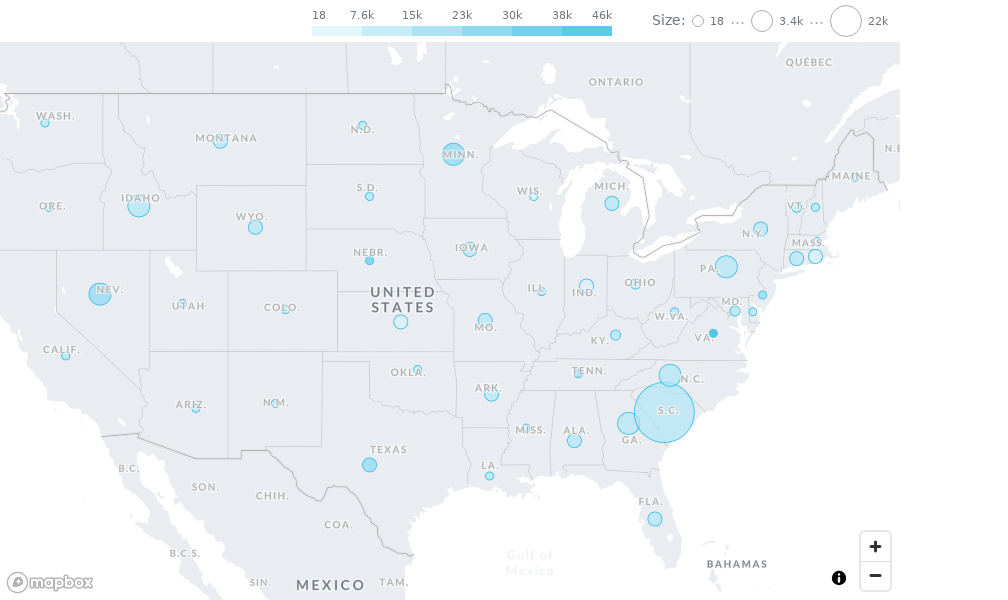 18 7.6k 15k 23k 30k 38k 46k
Size: 18 ... 3.4k ... 22k
QUÉBEC
ONTARIO
WASH.
N.D.
MONTANA
MINN.
MAINE
S.D.
WIS.
MICH.
IDAHO
ORE.
VT.
WYO.
N.Y.
MASS.
IOWA
NEBR.
PA.
NEV.
UNITED
STATES
UTAH
COLO.
ILL.
IND.
OHIO
MD.
W.VA.
MO.
VA.
KY.
CALIF.
OKLA.
TENN.
N.C.
ARK.
ARIZ.
N.M.
S.C.
MISS.
ALA.
GA.
TEXAS
LA.
B.C.
SON.
CHIH.
FLA.
COA.
B.C.S.
Gulf of
Mexico
BAHAMAS
SIN.
MEXICO
TAM.
mapbox